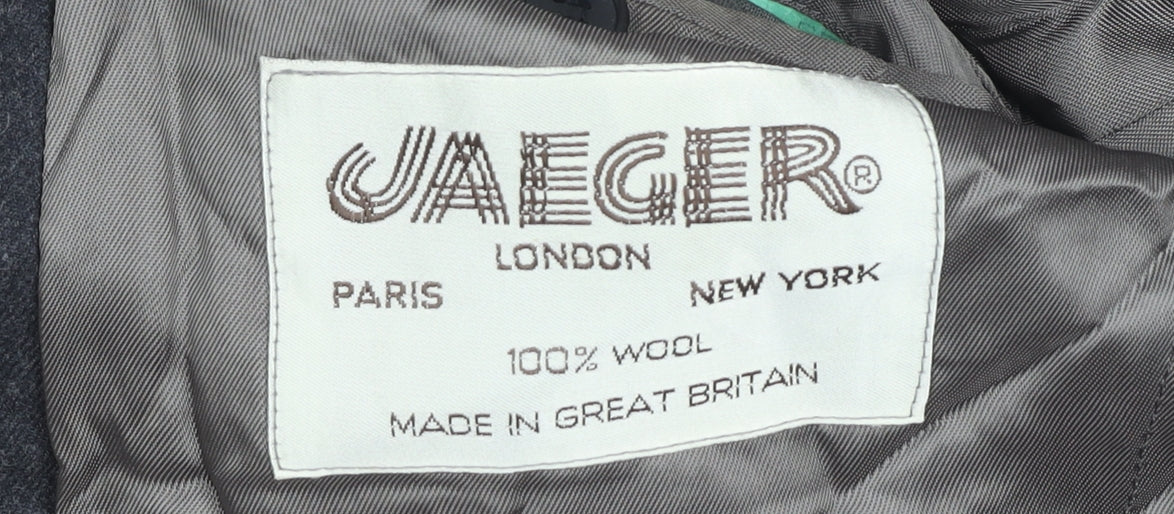 JAEGER®
LONDON
PARIS NEW YORK
100% WOOL
MADE IN GREAT BRITAIN